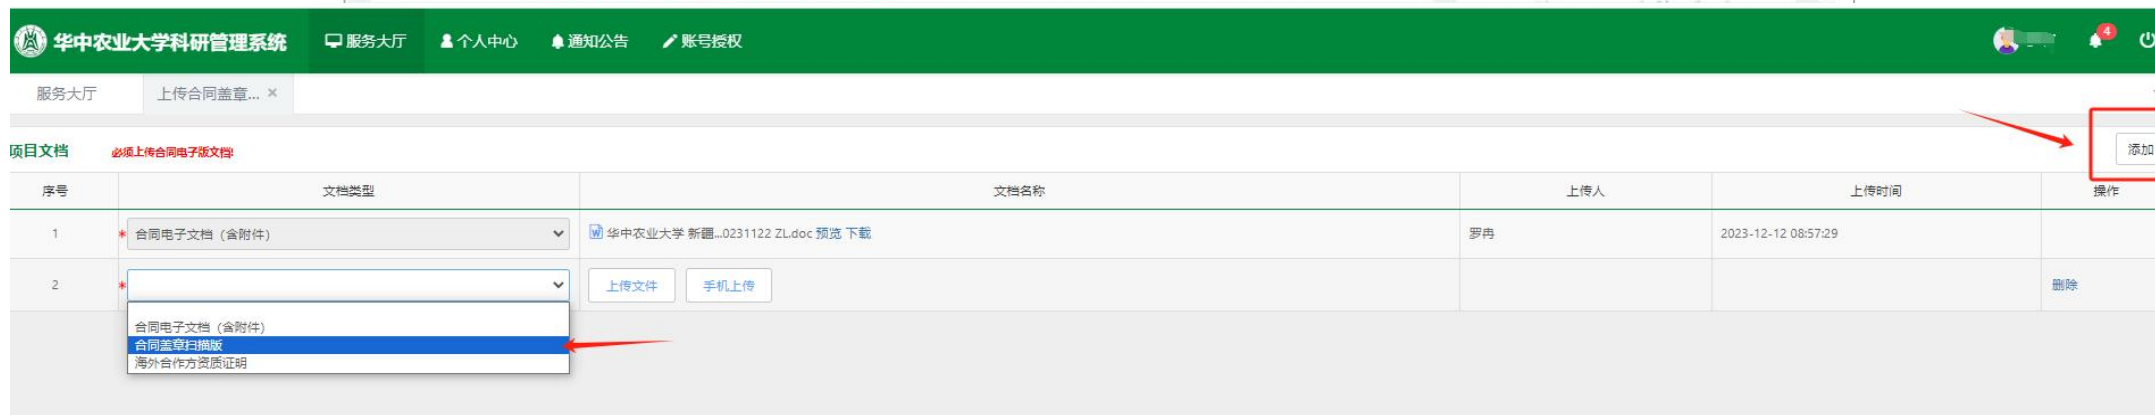 华中农业大学科研管理系统 服务大厅 个人中心 通知公告 账号授权 4
服务大厅 上传合同盖章... ×
项目文档 必须上传合同电子版文档! 添加
序号 文档类型 文档名称 上传人 上传时间 操作
1 * 合同电子文档（含附件） 华中农业大学 新疆...0231122 ZL.doc 预览 下载 罗冉 2023-12-12 08:57:29
2 * 上传文件 手机上传 删除
合同电子文档（含附件）
合同盖章扫描版
海外合作方资质证明